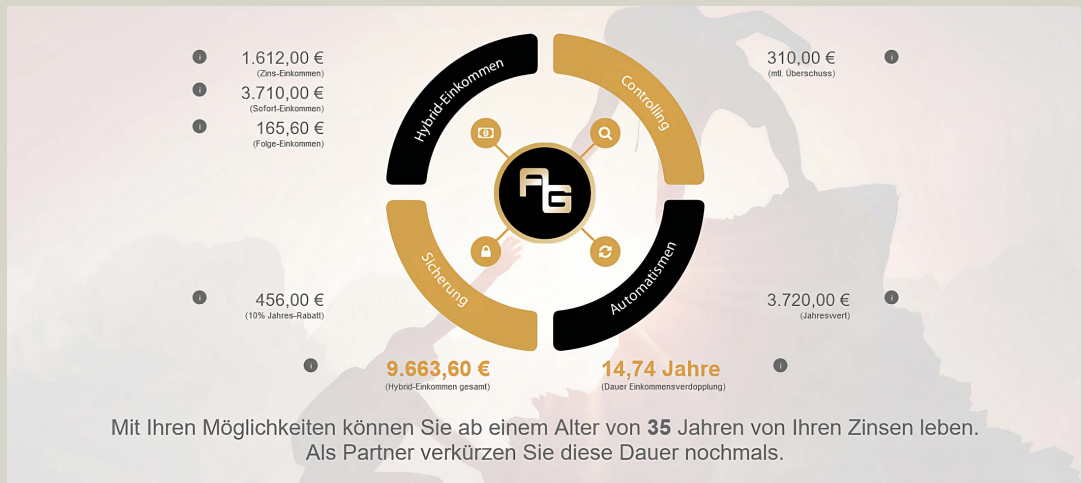 1.612,00 €
(Zins-Einkommen)
3.710,00 €
(Sofort-Einkommen)
165,60 €
(Folge-Einkommen)
310,00 €
(mtl. Überschuss)
Hybrid-Einkommen
Controlling
AG
Sicherung
Automatismen
456,00 €
(10% Jahres-Rabatt)
3.720,00 €
(Jahreswert)
9.663,60 €
(Hybrid-Einkommen gesamt)
14,74 Jahre
(Dauer Einkommensverdopplung)
Mit Ihren Möglichkeiten können Sie ab einem Alter von 35 Jahren von Ihren Zinsen leben.
Als Partner verkürzen Sie diese Dauer nochmals.